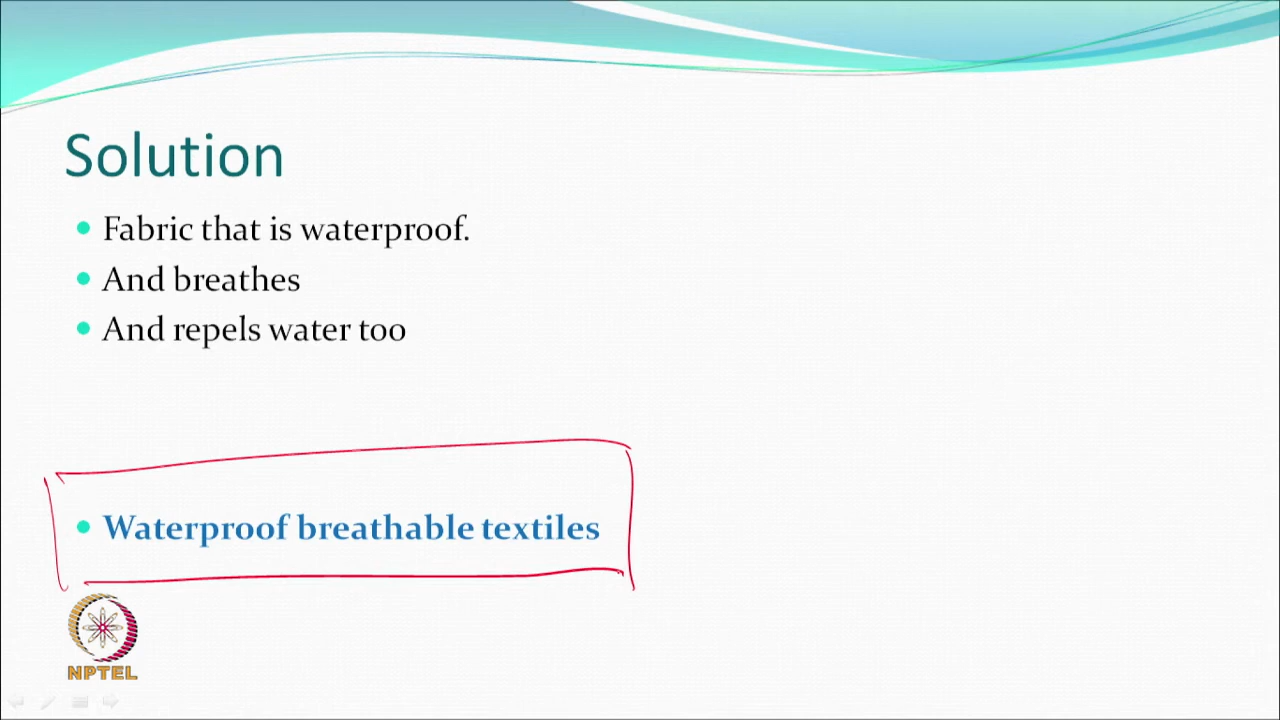 Solution
Fabric that is waterproof.
And breathes
And repels water too
Waterproof breathable textiles
NPTEL